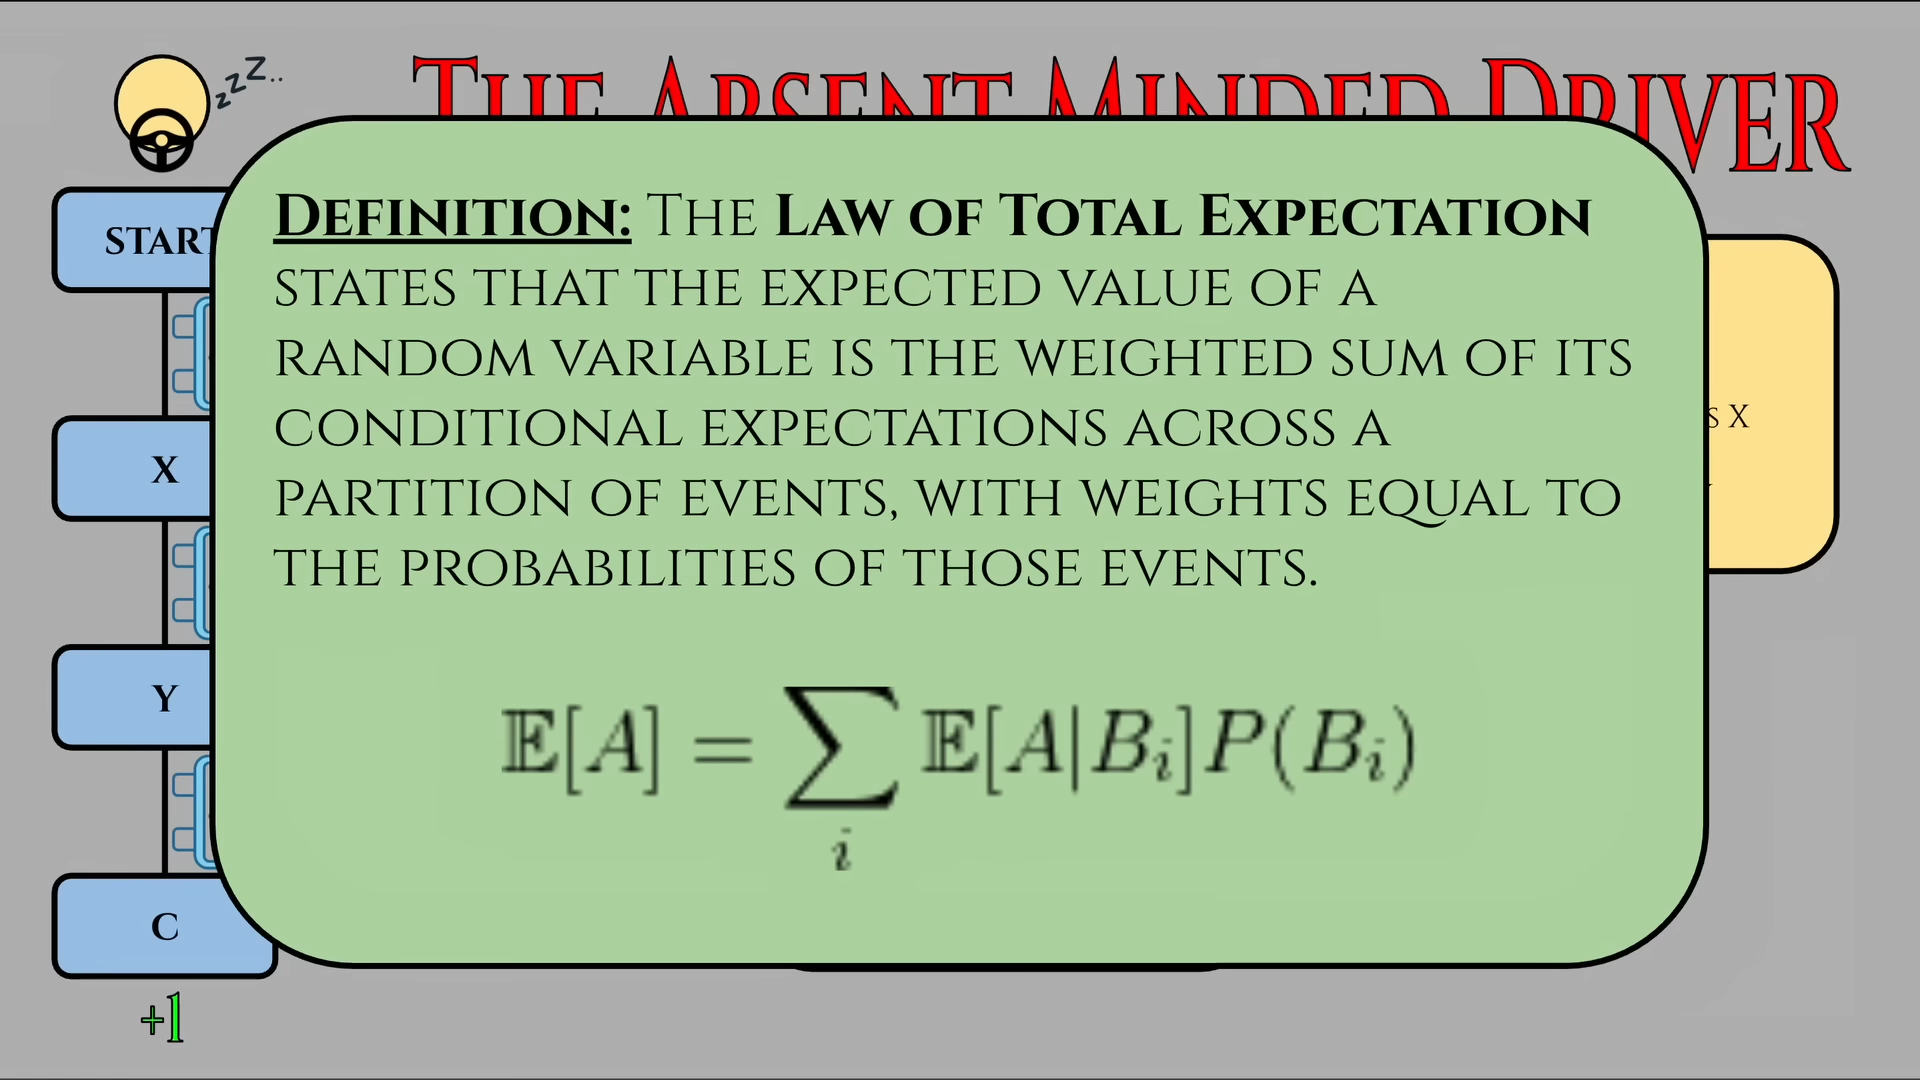 zzZ..
THE ABSENT MINDED DRIVER
START
DEFINITION: THE LAW OF TOTAL EXPECTATION
STATES THAT THE EXPECTED VALUE OF A
RANDOM VARIABLE IS THE WEIGHTED SUM OF ITS
CONDITIONAL EXPECTATIONS ACROSS A
PARTITION OF EVENTS, WITH WEIGHTS EQUAL TO
THE PROBABILITIES OF THOSE EVENTS.
s X
X
Y
𝔼[A] = ∑ᵢ 𝔼[A|Bᵢ]P(Bᵢ)
C
+1